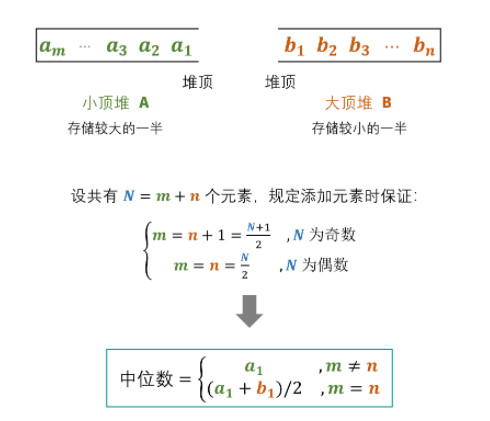 a_m ⋯ a_3 a_2 a_1 b_1 b_2 b_3 ⋯ b_n
堆顶 堆顶
小顶堆 A 大顶堆 B
存储较大的一半 存储较小的一半
设共有 N = m + n 个元素，规定添加元素时保证：
m = n + 1 = (N+1)/2 , N 为奇数
m = n = N/2 , N 为偶数
中位数 = { a_1 , m ≠ n
(a_1 + b_1)/2 , m = n